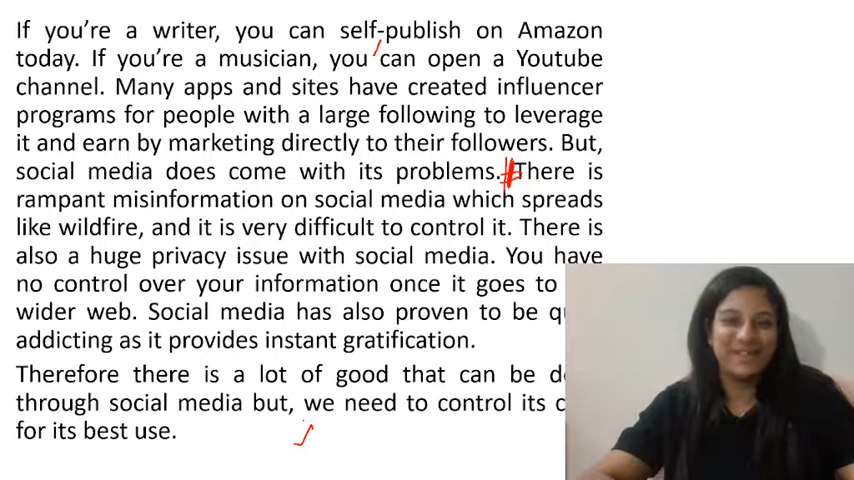 If you’re a writer, you can self-publish on Amazon
today. If you’re a musician, you can open a Youtube
channel. Many apps and sites have created influencer
programs for people with a large following to leverage
it and earn by marketing directly to their followers. But,
social media does come with its problems. There is
rampant misinformation on social media which spreads
like wildfire, and it is very difficult to control it. There is
also a huge privacy issue with social media. You have
no control over your information once it goes to
wider web. Social media has also proven to be
addicting as it provides instant gratification.
Therefore there is a lot of good that can be
through social media but, we need to control its
for its best use.